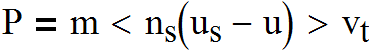 P = m < nₛ(uₛ − u) > vₜ